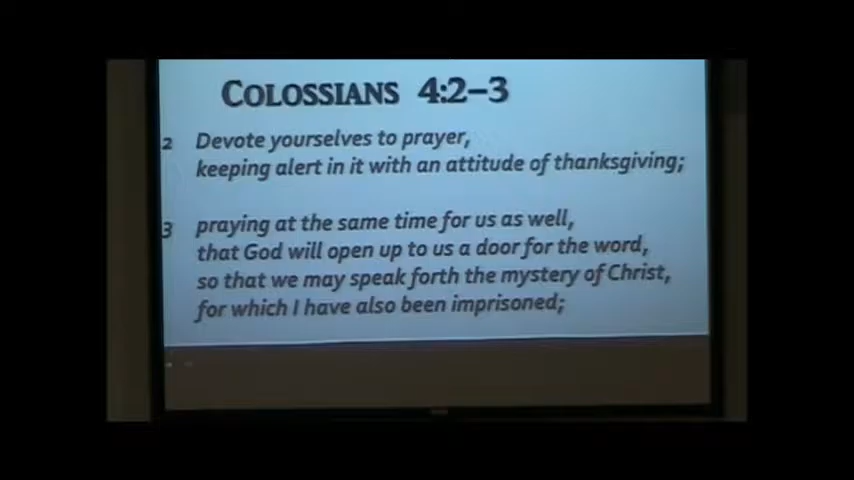 COLOSSIANS 4:2–3
2 Devote yourselves to prayer,
keeping alert in it with an attitude of thanksgiving;
3 praying at the same time for us as well,
that God will open up to us a door for the word,
so that we may speak forth the mystery of Christ,
for which I have also been imprisoned;